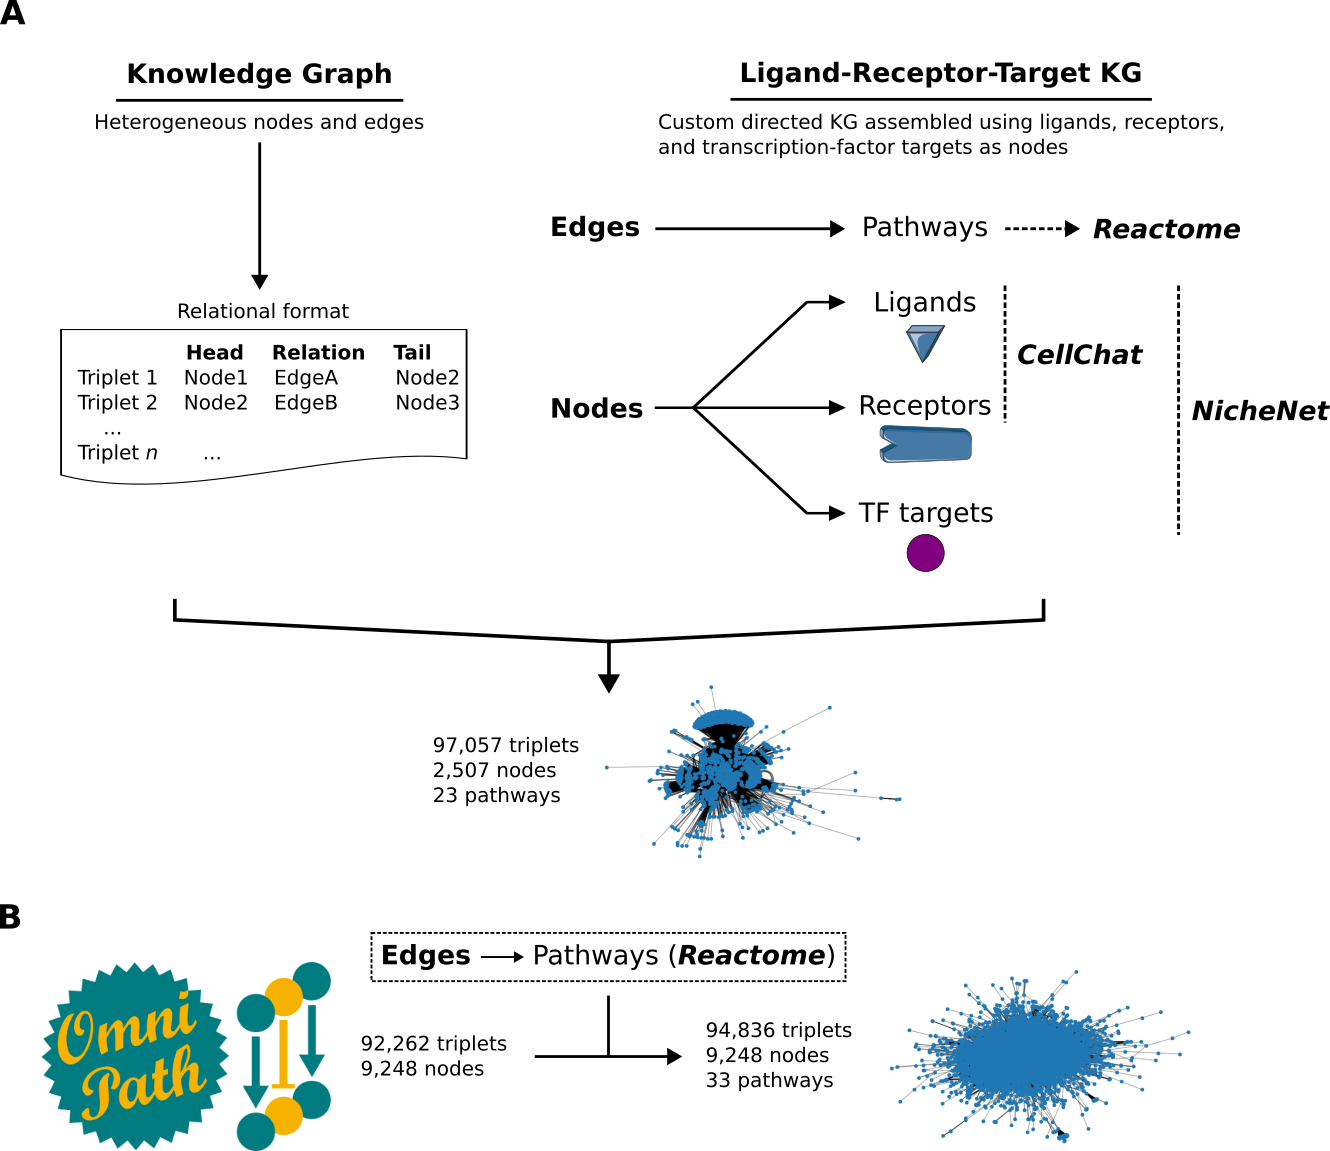 A
Knowledge Graph
Heterogeneous nodes and edges
Relational format
Head Relation Tail
Triplet 1 Node1 EdgeA Node2
Triplet 2 Node2 EdgeB Node3
...
Triplet n ...
Ligand-Receptor-Target KG
Custom directed KG assembled using ligands, receptors,
and transcription-factor targets as nodes
Edges Pathways Reactome
Ligands
CellChat
Nodes Receptors
NicheNet
TF targets
97,057 triplets
2,507 nodes
23 pathways
B
Omni
Path
Edges Pathways (Reactome)
92,262 triplets
9,248 nodes
94,836 triplets
9,248 nodes
33 pathways